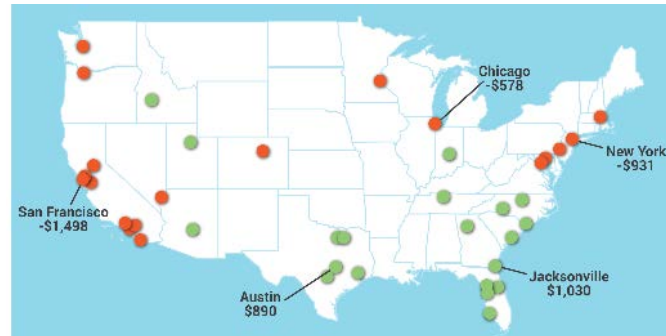 Chicago
-$578
New York
-$931
San Francisco
-$1,498
Jacksonville
$1,030
Austin
$890